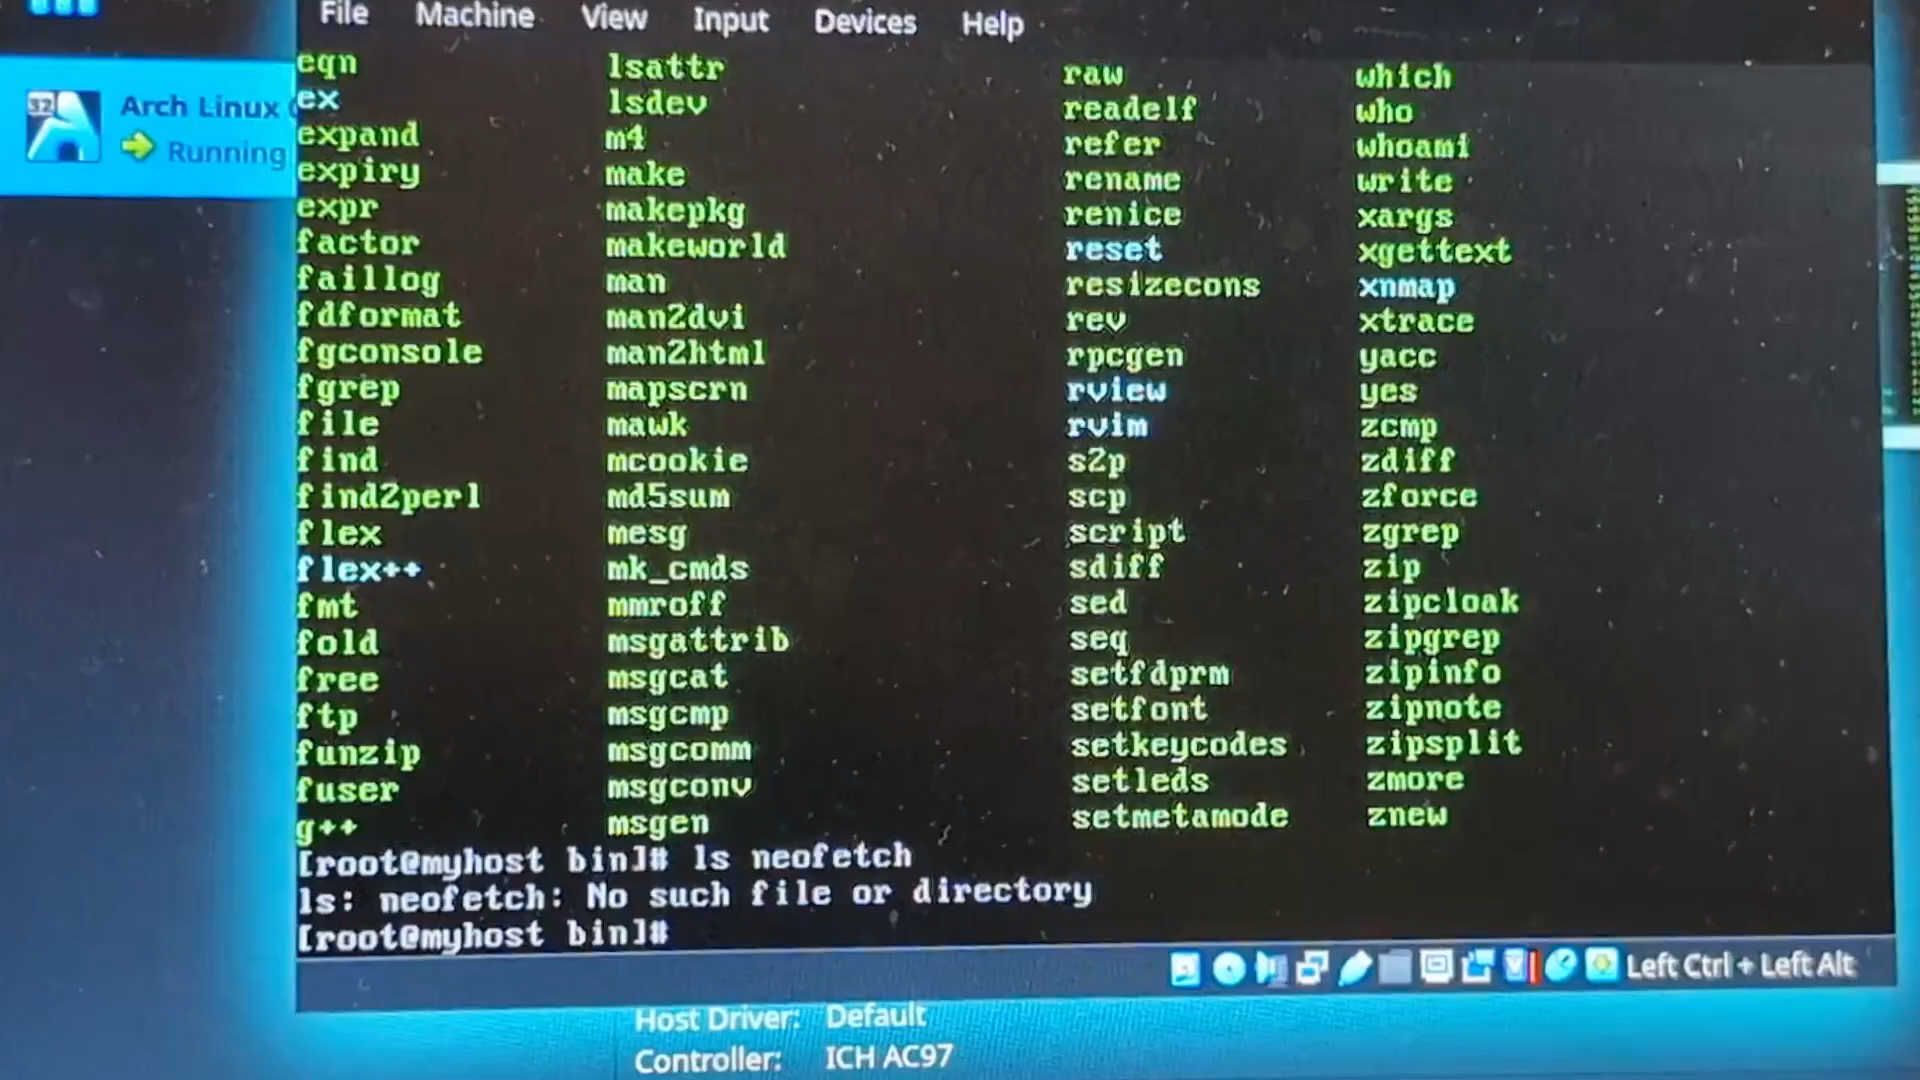 File Machine View Input Devices Help
Arch Linux
Running
eqn lsattr raw which
ex lsdev readelf who
expand m4 refer whoami
expiry make rename write
expr makepkg renice xargs
factor makeworld reset xgettext
faillog man resizecons xnmap
fdformat man2dvi rev xtrace
fgconsole man2html rpcgen yacc
fgrep mapscrn rview yes
file mawk rvim zcmp
find mcookie s2p zdiff
find2perl md5sum scp zforce
flex mesg script zgrep
flex++ mk_cmds sdiff zip
fmt mmroff sed zipcloak
fold msgattrib seq zipgrep
free msgcat setfdprm zipinfo
ftp msgcmp setfont zipnote
funzip msgcomm setkeycodes zipsplit
fuser msgconv setleds zmore
g++ msgen setmetamode znew
[root@myhost bin]# ls neofetch
ls: neofetch: No such file or directory
[root@myhost bin]#
Left Ctrl + Left Alt
Host Driver: Default
Controller: ICH AC97